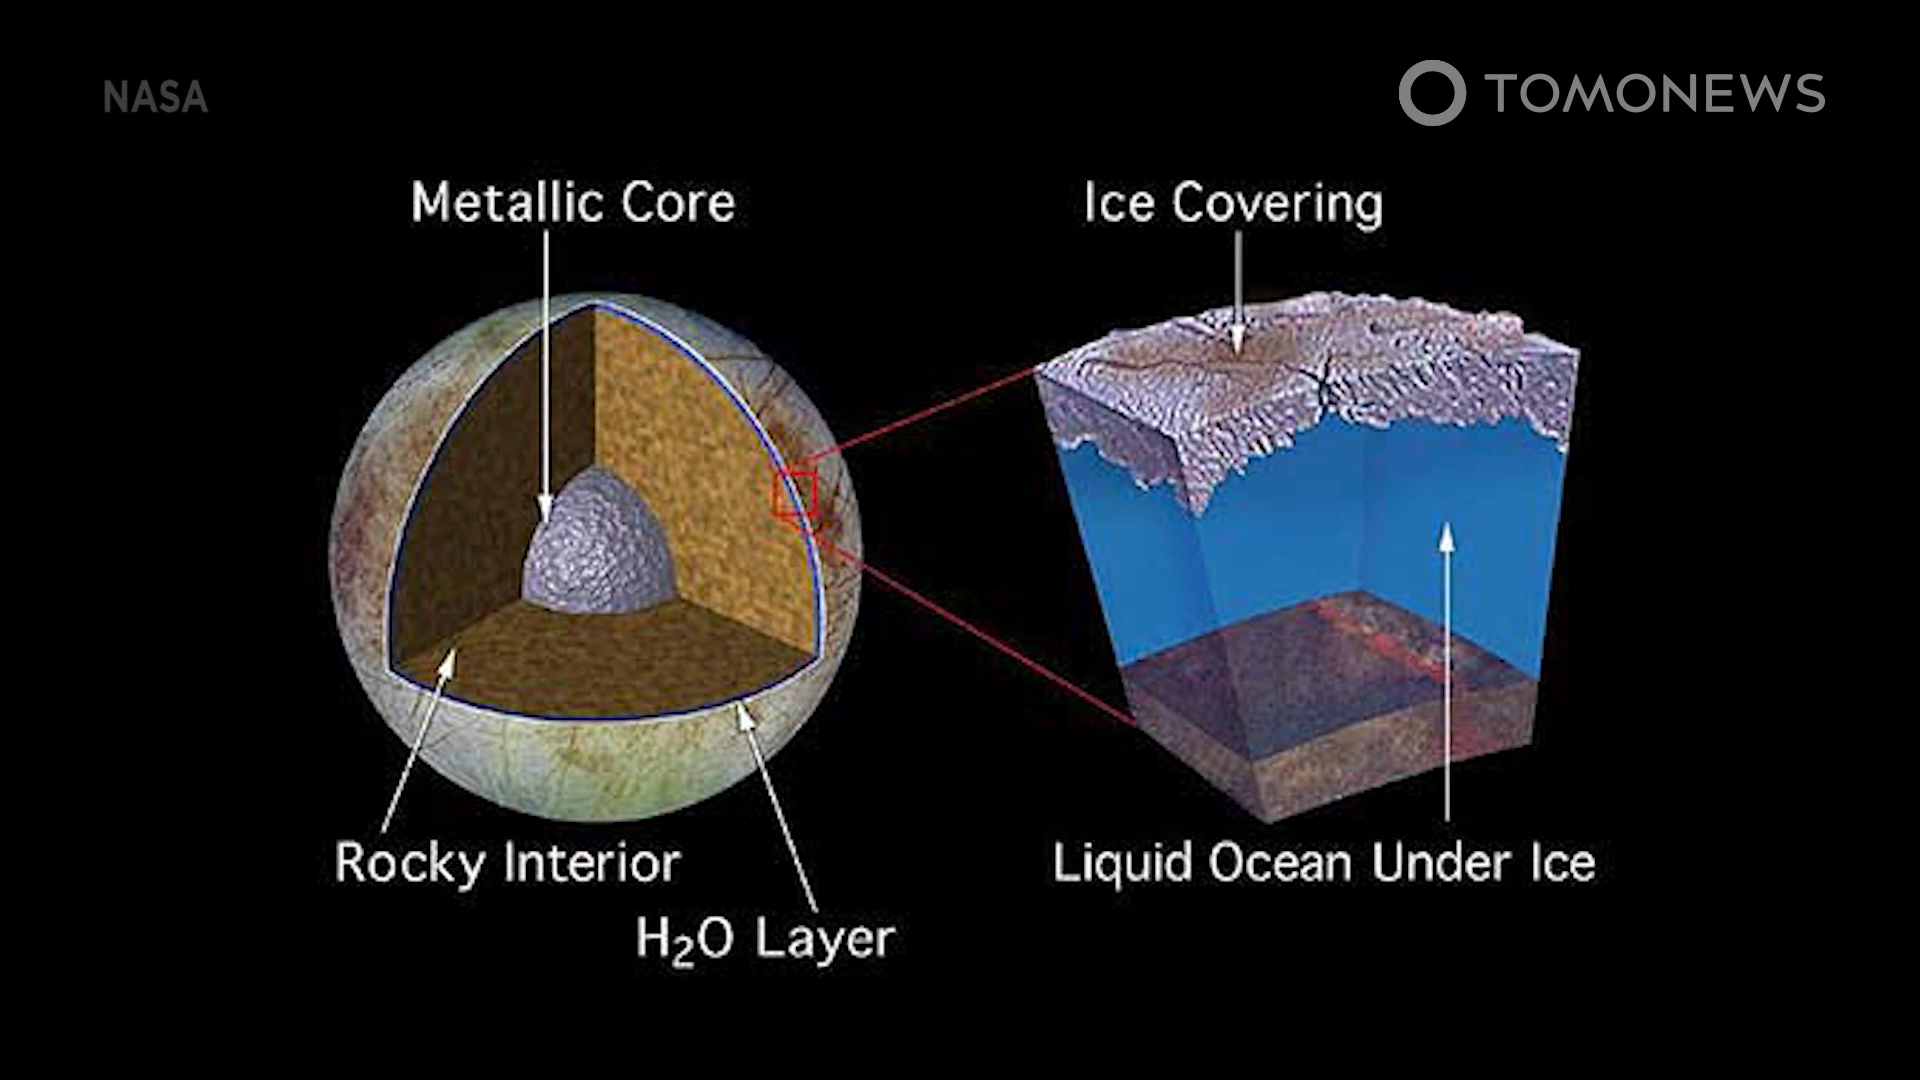 NASA
TOMONEWS
Metallic Core
Ice Covering
Rocky Interior
Liquid Ocean Under Ice
H₂O Layer